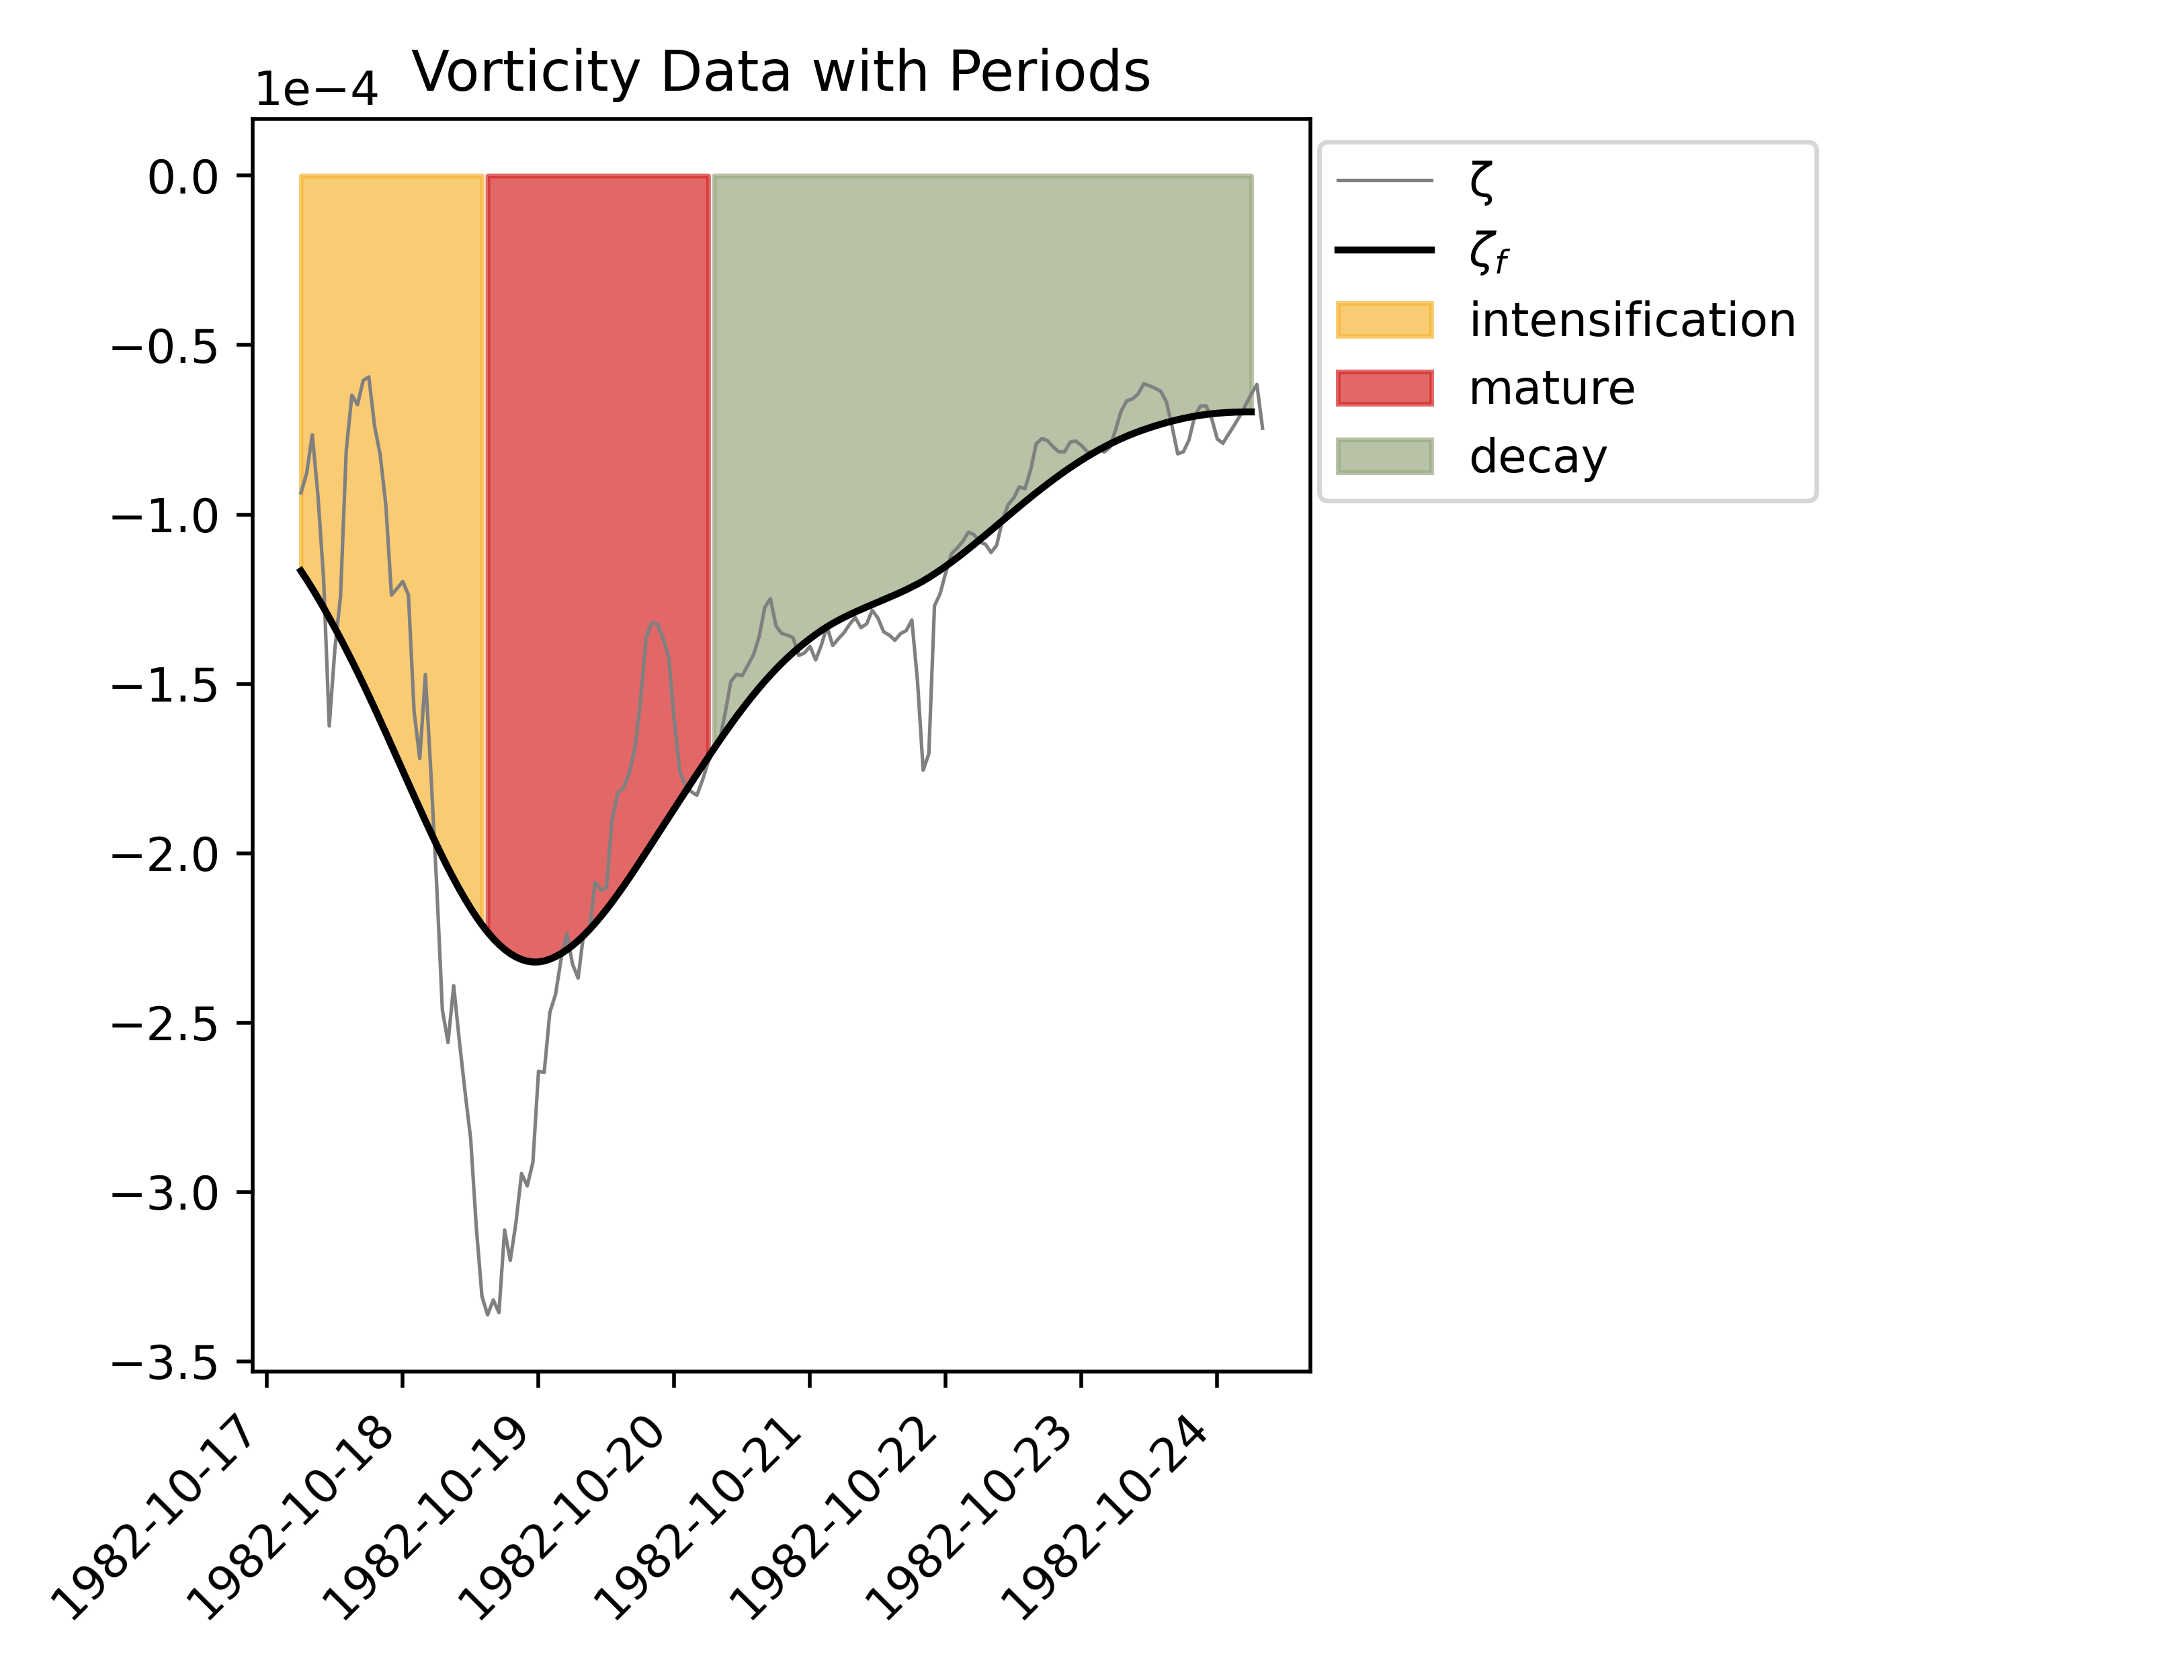 Vorticity Data with Periods
1e−4
0.0
−0.5
−1.0
−1.5
−2.0
−2.5
−3.0
−3.5
1982-10-17
1982-10-18
1982-10-19
1982-10-20
1982-10-21
1982-10-22
1982-10-23
1982-10-24
ζ
ζf
intensification
mature
decay